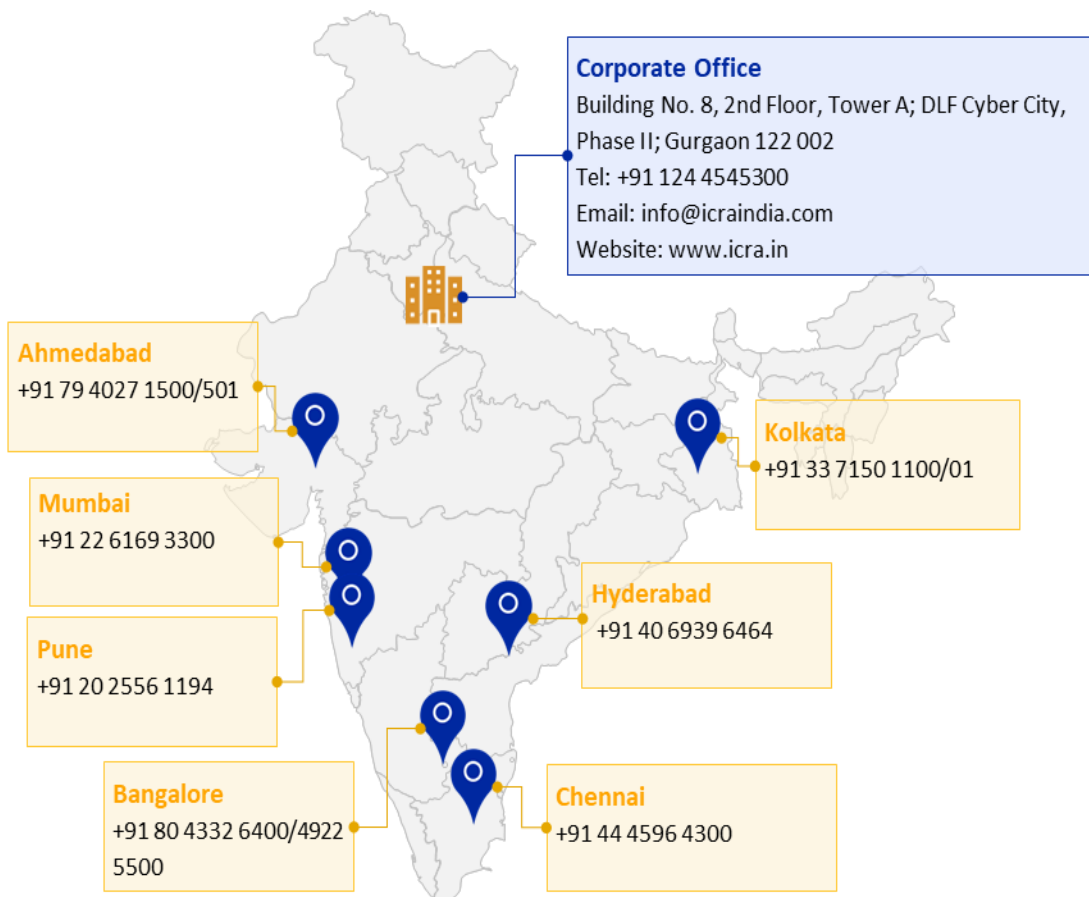 Corporate Office
Building No. 8, 2nd Floor, Tower A; DLF Cyber City,
Phase II; Gurgaon 122 002
Tel: +91 124 4545300
Email: info@icraindia.com
Website: www.icra.in
Ahmedabad
+91 79 4027 1500/501
Kolkata
+91 33 7150 1100/01
Mumbai
+91 22 6169 3300
Hyderabad
+91 40 6939 6464
Pune
+91 20 2556 1194
Bangalore
+91 80 4332 6400/4922
5500
Chennai
+91 44 4596 4300